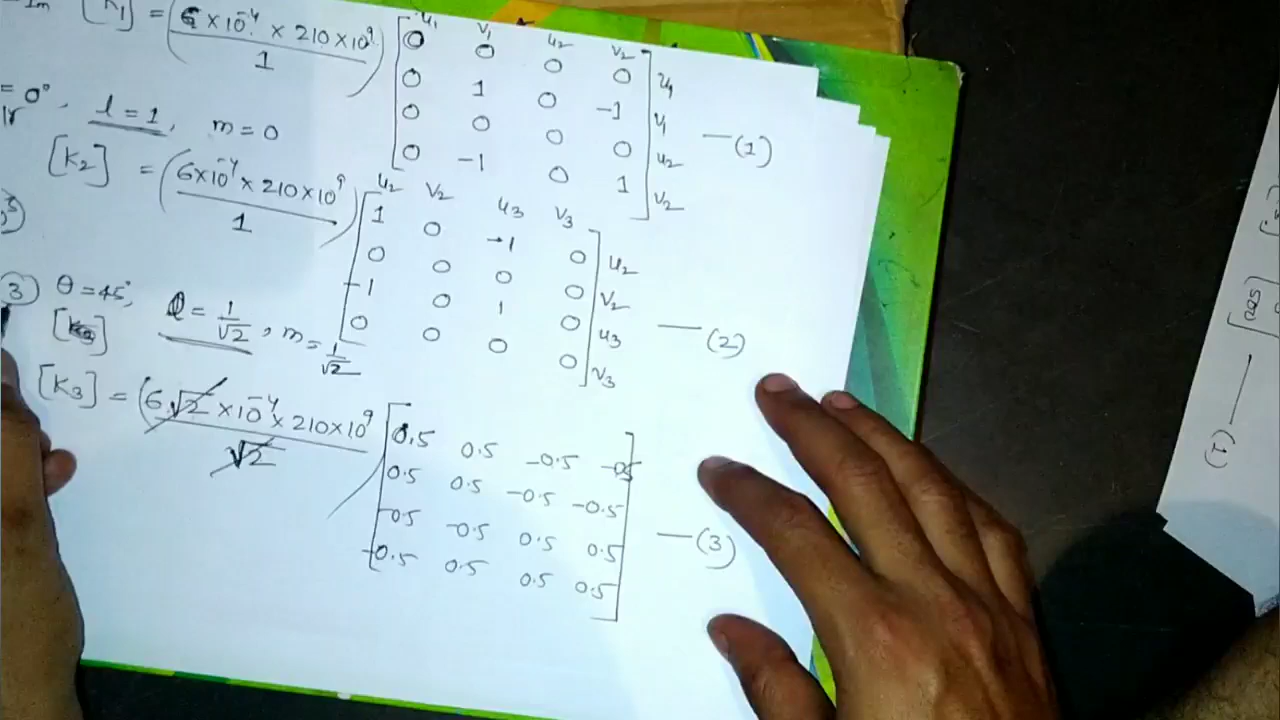 [K₁] = (6×10⁻⁴ × 210×10⁹ / 1)
u₁ v₁ u₂ v₂
0 0 0 0 u₁
0 1 0 -1 v₁
0 0 0 0 u₂
0 -1 0 1 v₂
—(1)
= 0°, l = 1, m = 0
[K₂] = (6×10⁻⁴ × 210×10⁹ / 1)
u₂ v₂ u₃ v₃
1 0 -1 0 u₂
0 0 0 0 v₂
-1 0 1 0 u₃
0 0 0 0 v₃
—(2)
3 θ = 45°, l = 1/√2, m = 1/√2
[K₃] = (6√2 ×10⁻⁴ × 210×10⁹ / √2)
0.5 0.5 -0.5 -0.5
0.5 0.5 -0.5 -0.5
-0.5 -0.5 0.5 0.5
-0.5 0.5 0.5 0.5
—(3)
(1)